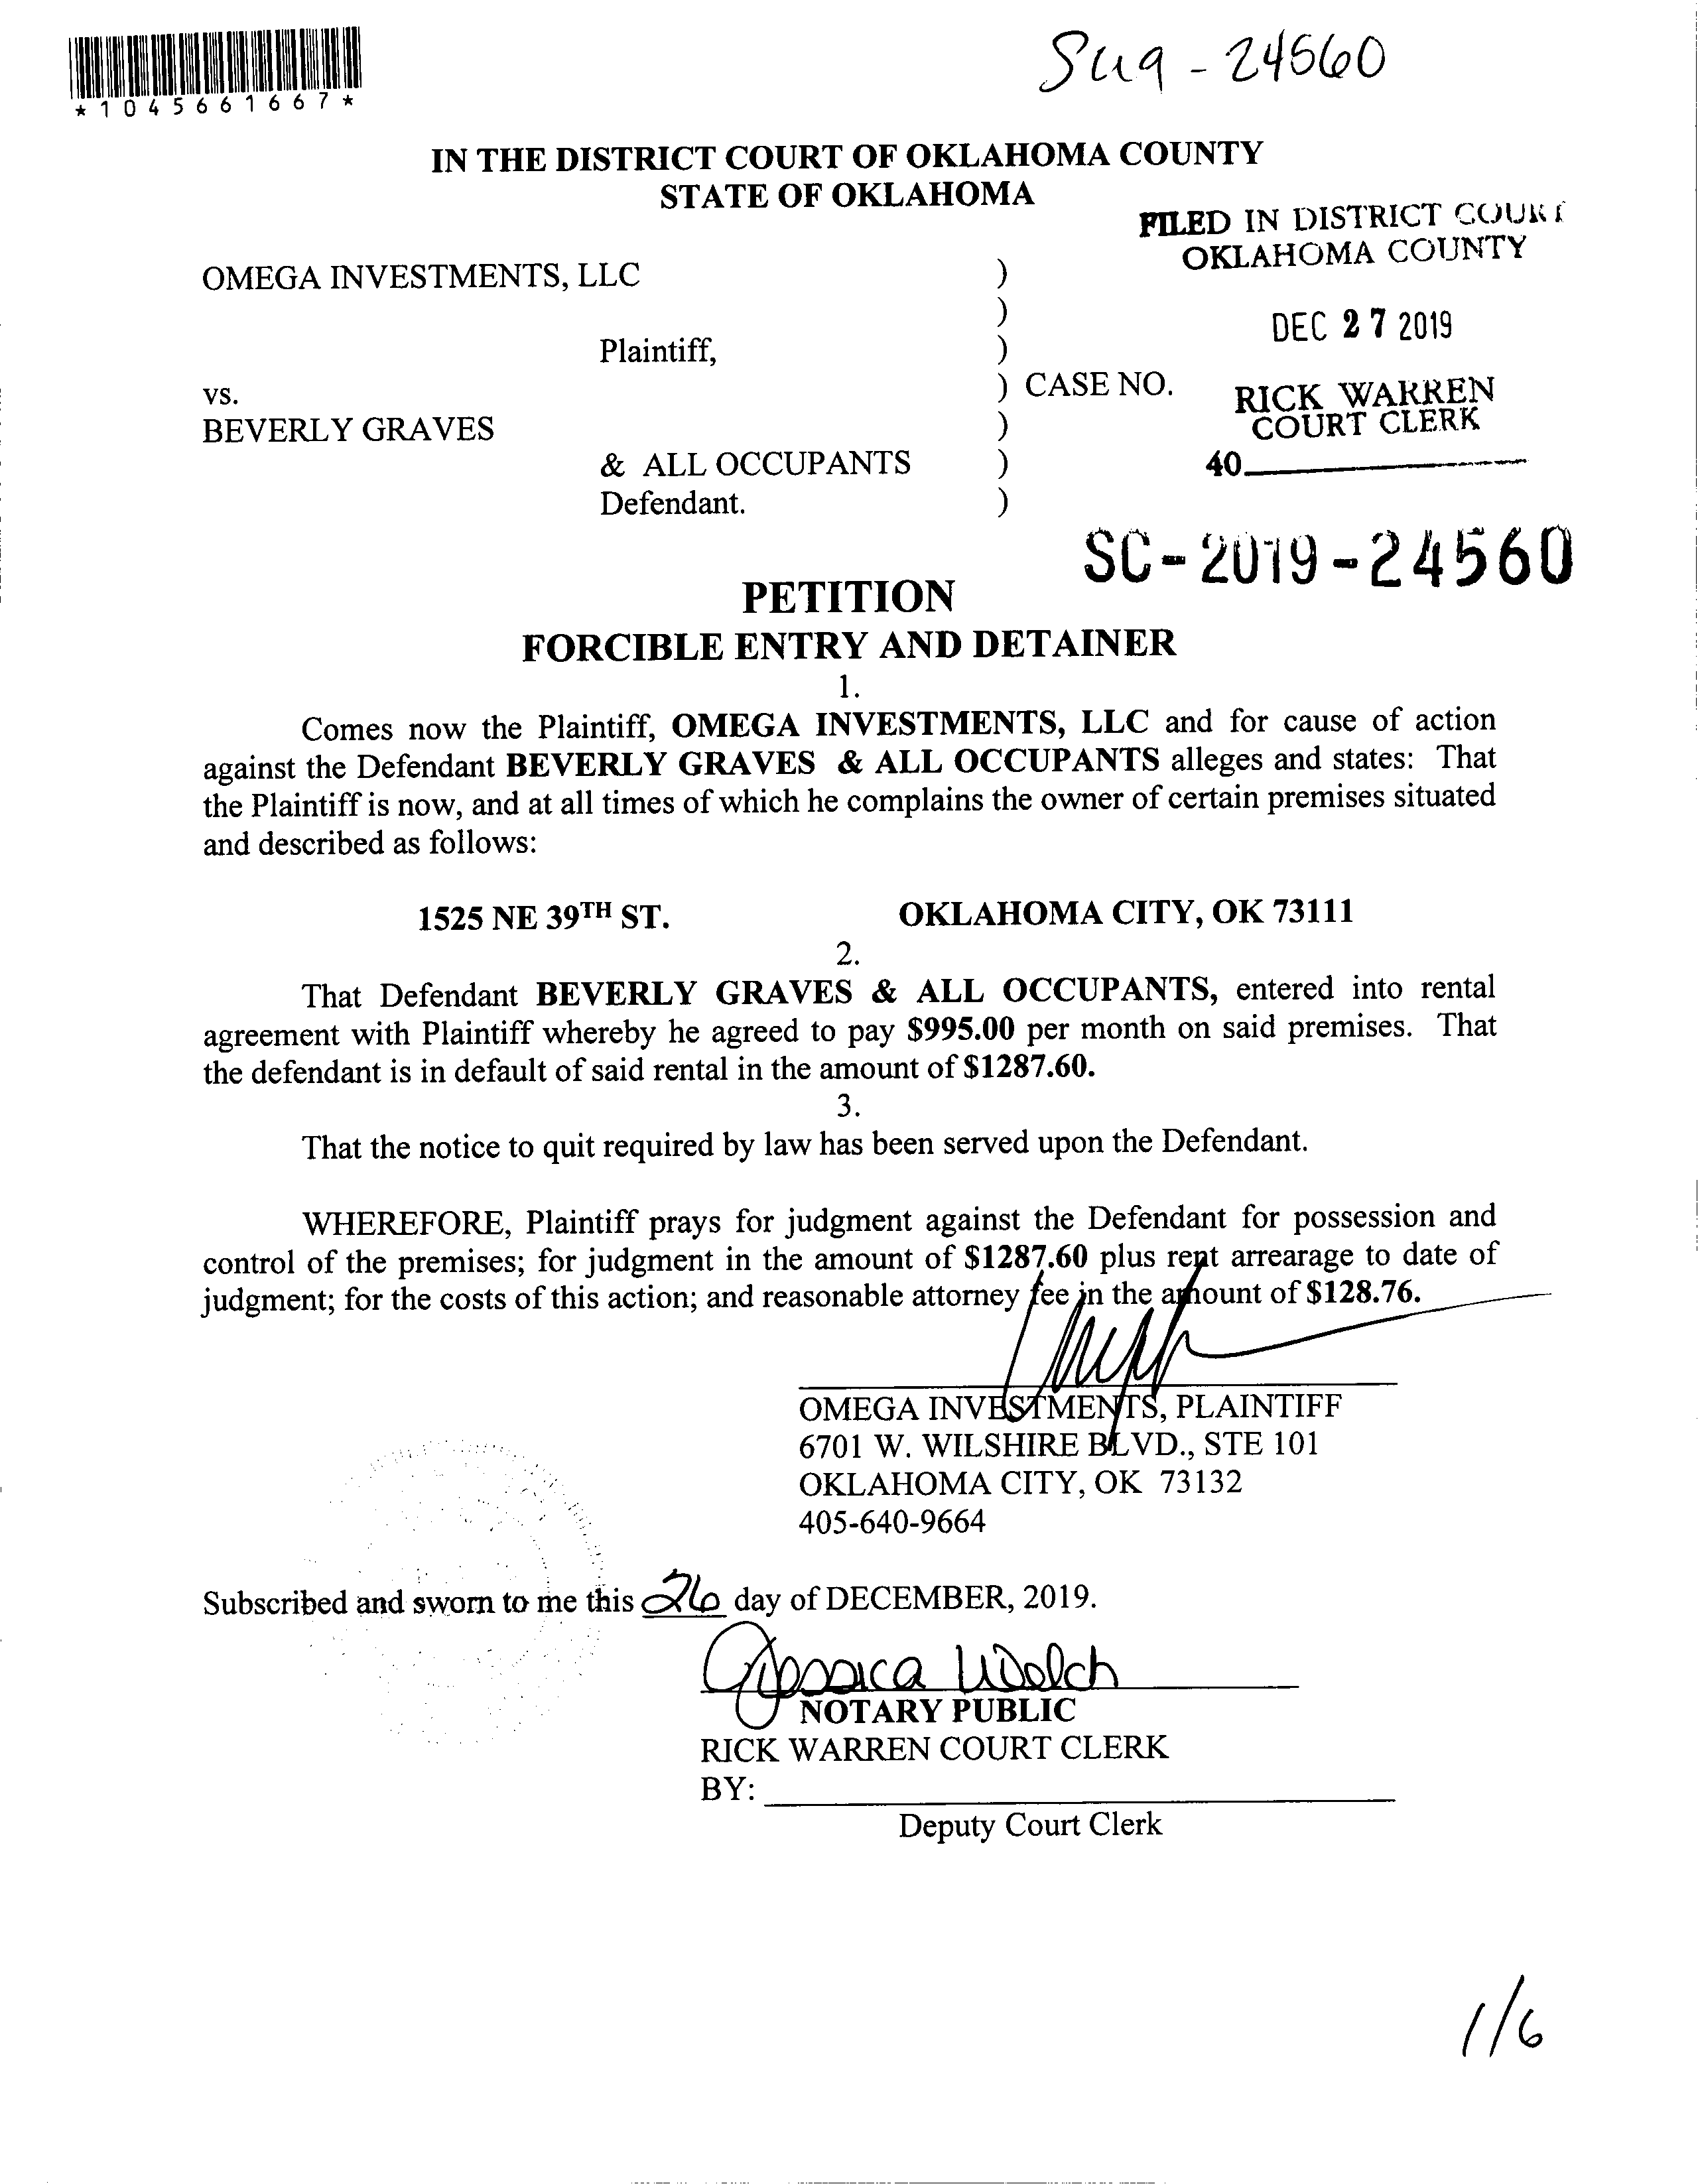 *1045661667*
Su9 - 24560
IN THE DISTRICT COURT OF OKLAHOMA COUNTY
STATE OF OKLAHOMA
FILED IN DISTRICT COURT
OKLAHOMA COUNTY
OMEGA INVESTMENTS, LLC )
)
DEC 27 2019
Plaintiff, )
vs. ) CASE NO.
RICK WARREN
COURT CLERK
BEVERLY GRAVES )
& ALL OCCUPANTS )
40
Defendant. )
SC-2019-24560
PETITION
FORCIBLE ENTRY AND DETAINER
1.
Comes now the Plaintiff, OMEGA INVESTMENTS, LLC and for cause of action
against the Defendant BEVERLY GRAVES & ALL OCCUPANTS alleges and states: That
the Plaintiff is now, and at all times of which he complains the owner of certain premises situated
and described as follows:
1525 NE 39TH ST. OKLAHOMA CITY, OK 73111
2.
That Defendant BEVERLY GRAVES & ALL OCCUPANTS, entered into rental
agreement with Plaintiff whereby he agreed to pay $995.00 per month on said premises. That
the defendant is in default of said rental in the amount of $1287.60.
3.
That the notice to quit required by law has been served upon the Defendant.
WHEREFORE, Plaintiff prays for judgment against the Defendant for possession and
control of the premises; for judgment in the amount of $1287.60 plus rent arrearage to date of
judgment; for the costs of this action; and reasonable attorney fee in the amount of $128.76.
OMEGA INVESTMENTS, PLAINTIFF
6701 W. WILSHIRE BLVD., STE 101
OKLAHOMA CITY, OK 73132
405-640-9664
Subscribed and sworn to me this 26 day of DECEMBER, 2019.
Jessica Welch
NOTARY PUBLIC
RICK WARREN COURT CLERK
BY:
Deputy Court Clerk
1/6